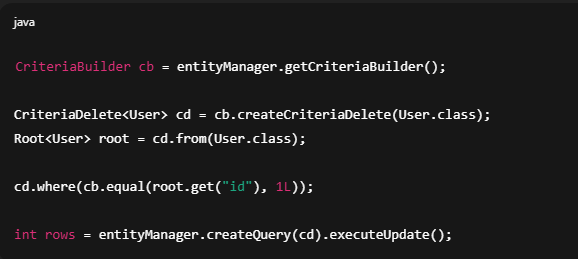 java
CriteriaBuilder cb = entityManager.getCriteriaBuilder();
CriteriaDelete<User> cd = cb.createCriteriaDelete(User.class);
Root<User> root = cd.from(User.class);
cd.where(cb.equal(root.get("id"), 1L));
int rows = entityManager.createQuery(cd).executeUpdate();